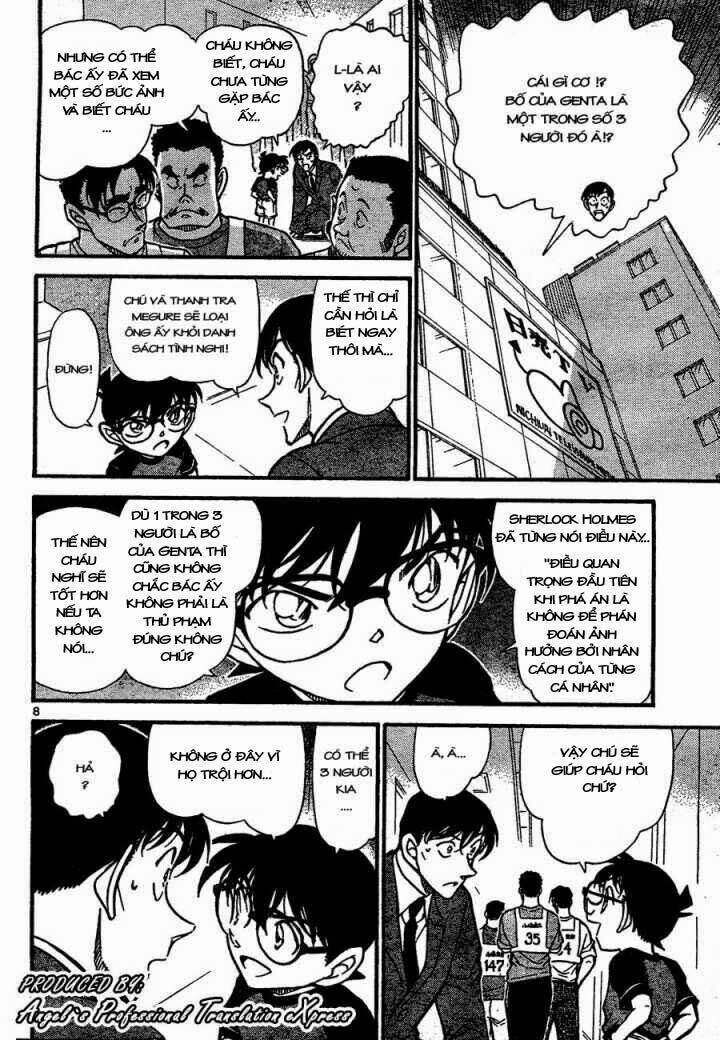 CÁI GÌ CƠ !?
BỐ CỦA GENTA LÀ
MỘT TRONG SỐ 3
NGƯỜI ĐÓ À!?
L-LÀ AI
VẬY
?
CHÁU KHÔNG
BIẾT, CHÁU
CHƯA TỪNG
GẶP BÁC
ẤY...
NHƯNG CÓ THỂ
BÁC ẤY ĐÃ XEM
MỘT SỐ BỨC ẢNH
VÀ BIẾT CHÁU
...
THẾ THÌ CHỈ
CẦN HỎI LÀ
BIẾT NGAY
THÔI MÀ...
CHÚ VÀ THANH TRA
MEGURE SẼ LOẠI
ÔNG ẤY KHỎI DANH
SÁCH TÌNH NGHI!
ĐỪNG!
SHERLOCK HOLMES
ĐÃ TỪNG NÓI ĐIỀU NÀY..
"ĐIỀU QUAN
TRỌNG ĐẦU TIÊN
KHI PHÁ ÁN LÀ
KHÔNG ĐỂ PHÁN
ĐOÁN ẢNH
HƯỞNG BỞI NHÂN
CÁCH CỦA TỪNG
CÁ NHÂN".
DÙ 1 TRONG 3
NGƯỜI LÀ BỐ
CỦA GENTA THÌ
CŨNG KHÔNG
CHẮC BÁC ẤY
KHÔNG PHẢI LÀ
THỦ PHẠM
ĐÚNG KHÔNG
CHỨ?
THẾ NÊN
CHÁU
NGHĨ SẼ
TỐT HƠN
NẾU TA
KHÔNG
NÓI...
8
VẬY CHÚ SẼ
GIÚP CHÁU HỎI
CHỨ?
À, À...
147
35
4
CÓ THỂ
3 NGƯỜI
KIA
....
KHÔNG Ở ĐÂY VÌ
HỌ TRỘI HƠN...
HẢ
?
PRODUCED BY:
Angel's Professional Translation eXpress